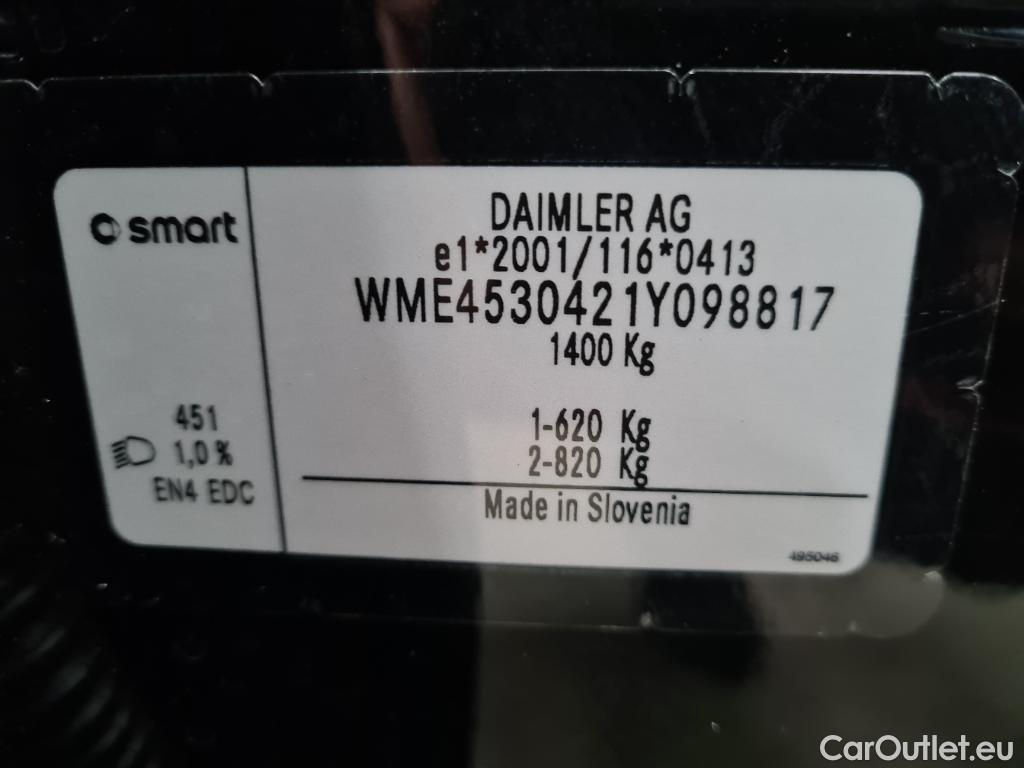 smart
DAIMLER AG
e1*2001/116*0413
WME4530421Y098817
1400 Kg
451
1,0 %
EN4 EDC
1-620 Kg
2-820 Kg
Made in Slovenia
495046
CarOutlet.eu